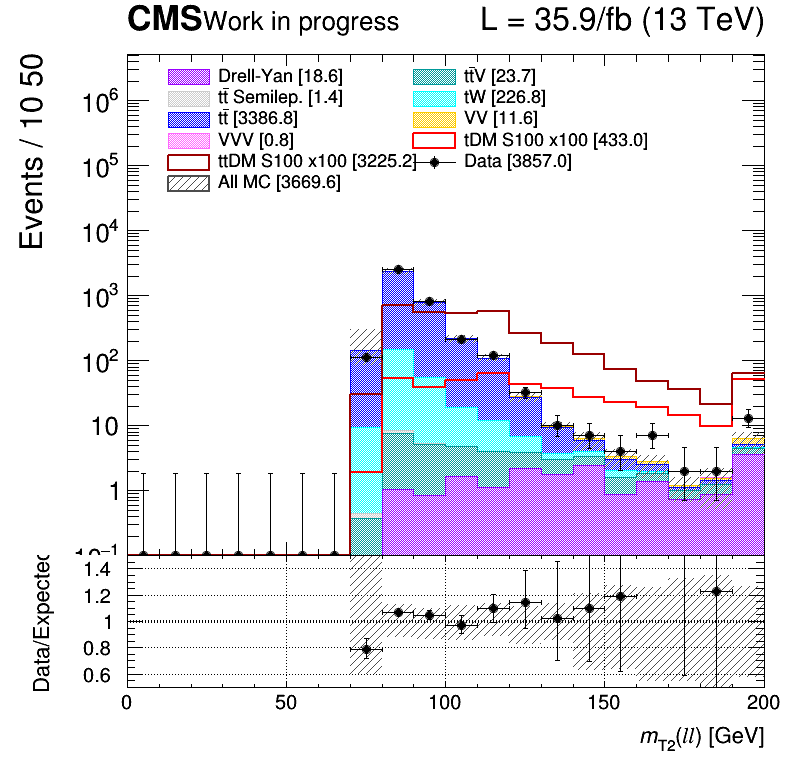 CMS Work in progress L = 35.9/fb (13 TeV)
Events / 10 50
Drell-Yan [18.6] tt̄V [23.7]
tt̄ Semilep. [1.4] tW [226.8]
tt̄ [3386.8] VV [11.6]
VVV [0.8] tDM S100 x100 [433.0]
ttDM S100 x100 [3225.2] Data [3857.0]
All MC [3669.6]
10⁶
10⁵
10⁴
10³
10²
10
1
10⁻¹
Data/Expected
1.4
1.2
1
0.8
0.6
0 50 100 150 200
m_T2(ll) [GeV]